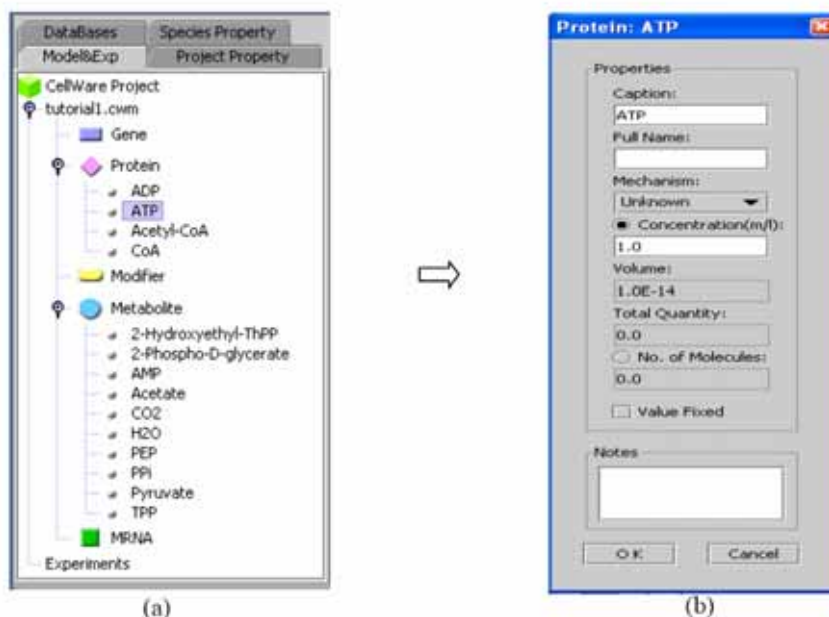 DataBases Species Property
Model&Exp Project Property
CellWare Project
tutorial1.cwm
Gene
Protein
ADP
ATP
Acetyl-CoA
CoA
Modifier
Metabolite
2-Hydroxyethyl-ThPP
2-Phospho-D-glycerate
AMP
Acetate
CO2
H2O
PEP
PPi
Pyruvate
TPP
MRNA
Experiments
(a)
Protein: ATP
Properties
Caption:
ATP
Full Name:
Mechanism:
Unknown
Concentration(m/l):
1.0
Volume:
1.0E-14
Total Quantity:
0.0
No. of Molecules:
0.0
Value Fixed
Notes
OK Cancel
(b)